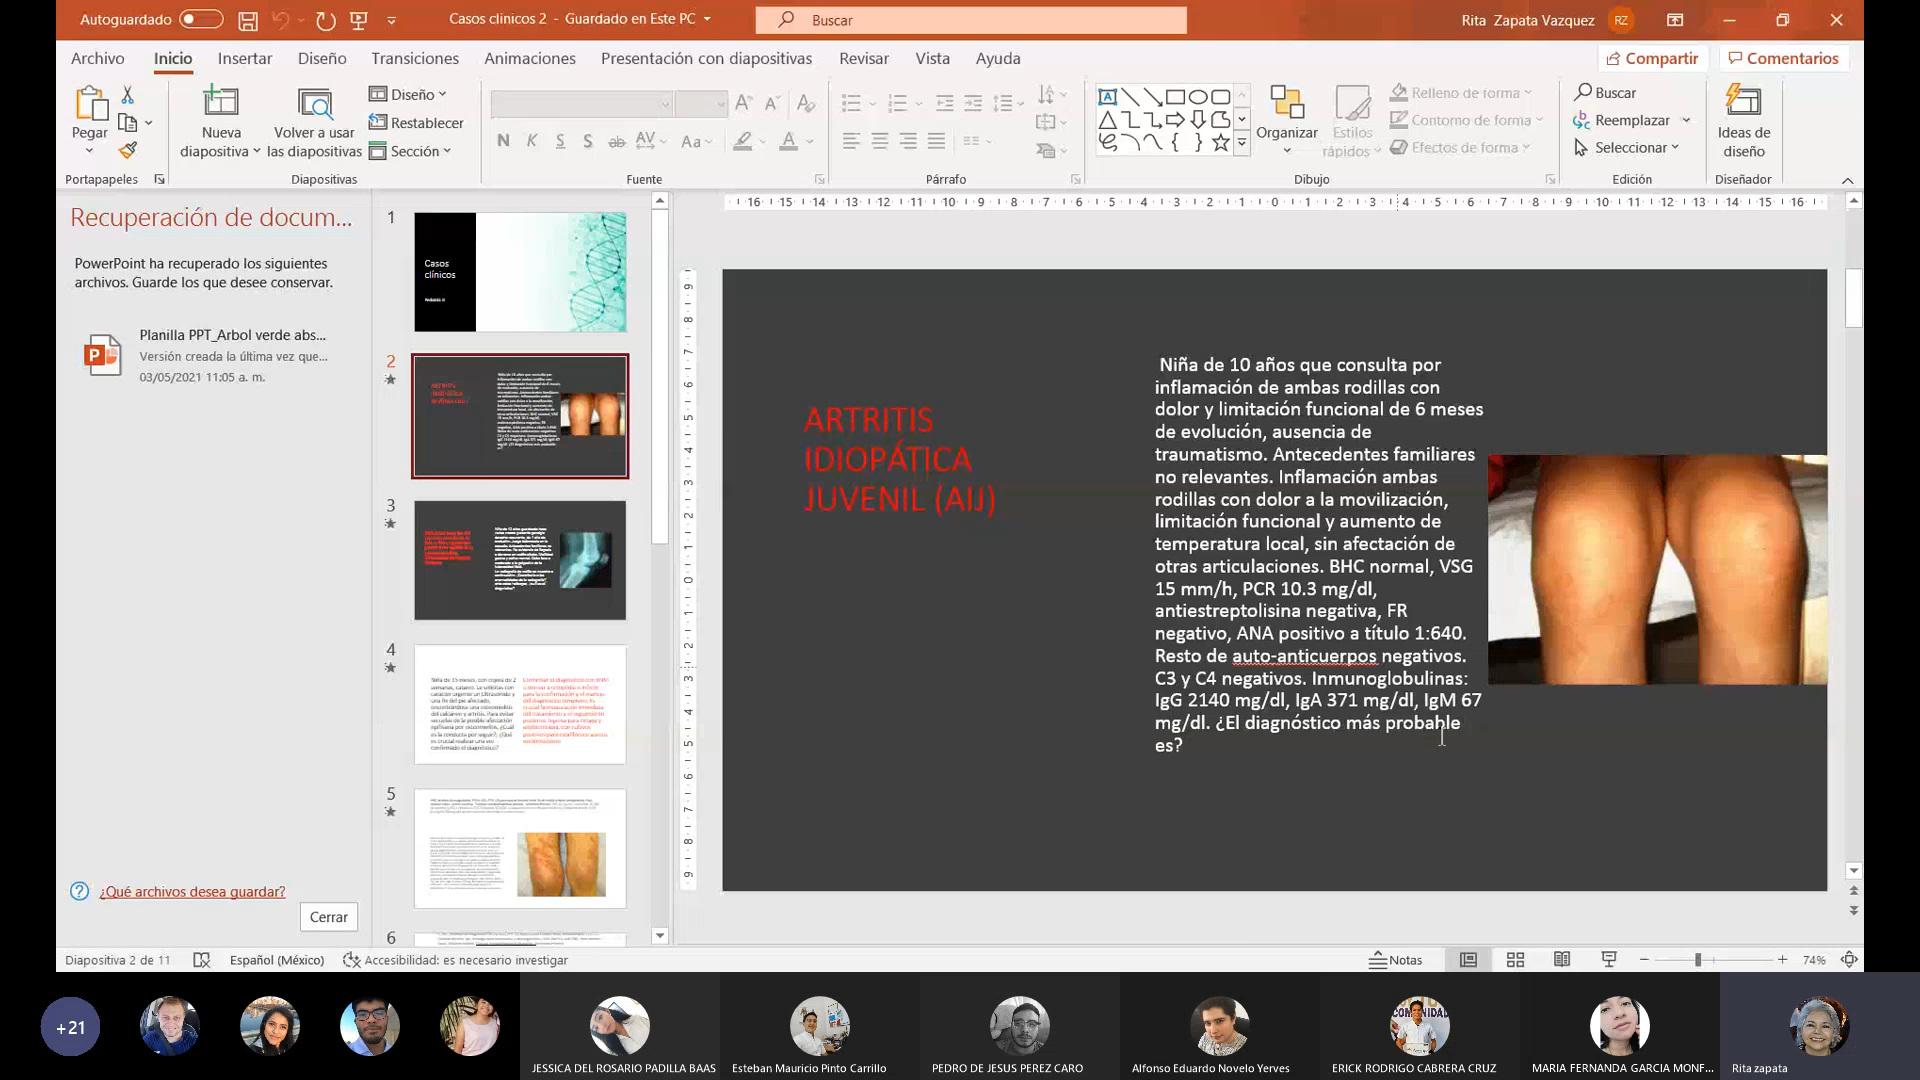 Autoguardado
Casos clínicos 2 - Guardado en Este PC
Buscar
Rita Zapata Vazquez
RZ
Archivo Inicio Insertar Diseño Transiciones Animaciones Presentación con diapositivas Revisar Vista Ayuda
Compartir
Comentarios
Pegar
Nueva diapositiva
Volver a usar las diapositivas
Diseño
Restablecer
Sección
N K S S ab AV Aa A
Organizar
Estilos rápidos
Relleno de forma
Contorno de forma
Efectos de forma
Buscar
Reemplazar
Seleccionar
Ideas de diseño
Portapapeles Diapositivas Fuente Párrafo Dibujo Edición Diseñador
Recuperación de docum...
PowerPoint ha recuperado los siguientes
archivos. Guarde los que desee conservar.
Planilla PPT_Arbol verde abs...
Versión creada la última vez que...
03/05/2021 11:05 a. m.
¿Qué archivos desea guardar?
Cerrar
1
Casos
clínicos
2
3
4
5
6
ARTRITIS
IDIOPÁTICA
JUVENIL (AIJ)
Niña de 10 años que consulta por
inflamación de ambas rodillas con
dolor y limitación funcional de 6 meses
de evolución, ausencia de
traumatismo. Antecedentes familiares
no relevantes. Inflamación ambas
rodillas con dolor a la movilización,
limitación funcional y aumento de
temperatura local, sin afectación de
otras articulaciones. BHC normal, VSG
15 mm/h, PCR 10.3 mg/dl,
antiestreptolisina negativa, FR
negativo, ANA positivo a título 1:640.
Resto de auto-anticuerpos negativos.
C3 y C4 negativos. Inmunoglobulinas:
IgG 2140 mg/dl, IgA 371 mg/dl, IgM 67
mg/dl. ¿El diagnóstico más probable
es?
Diapositiva 2 de 11
Español (México)
Accesibilidad: es necesario investigar
Notas
74%
+21
JESSICA DEL ROSARIO PADILLA BAAS
Esteban Mauricio Pinto Carrillo
PEDRO DE JESUS PEREZ CARO
Alfonso Eduardo Novelo Yerves
ERICK RODRIGO CABRERA CRUZ
MARIA FERNANDA GARCIA MONF...
Rita zapata